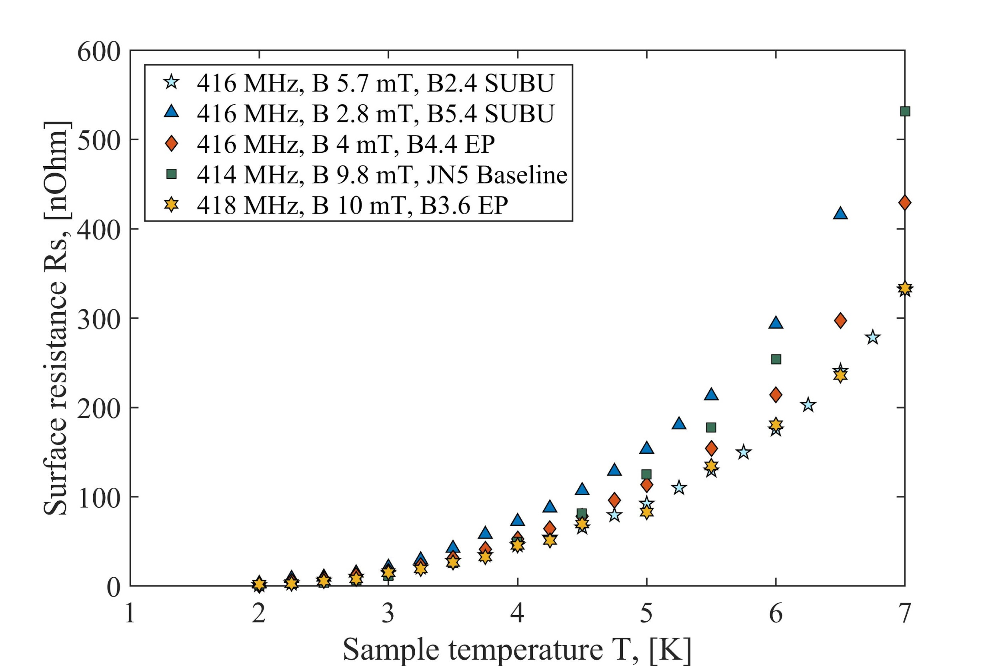 600
500
400
300
200
100
0
Surface resistance Rs, [nOhm]
416 MHz, B 5.7 mT, B2.4 SUBU
416 MHz, B 2.8 mT, B5.4 SUBU
416 MHz, B 4 mT, B4.4 EP
414 MHz, B 9.8 mT, JN5 Baseline
418 MHz, B 10 mT, B3.6 EP
1 2 3 4 5 6 7
Sample temperature T, [K]